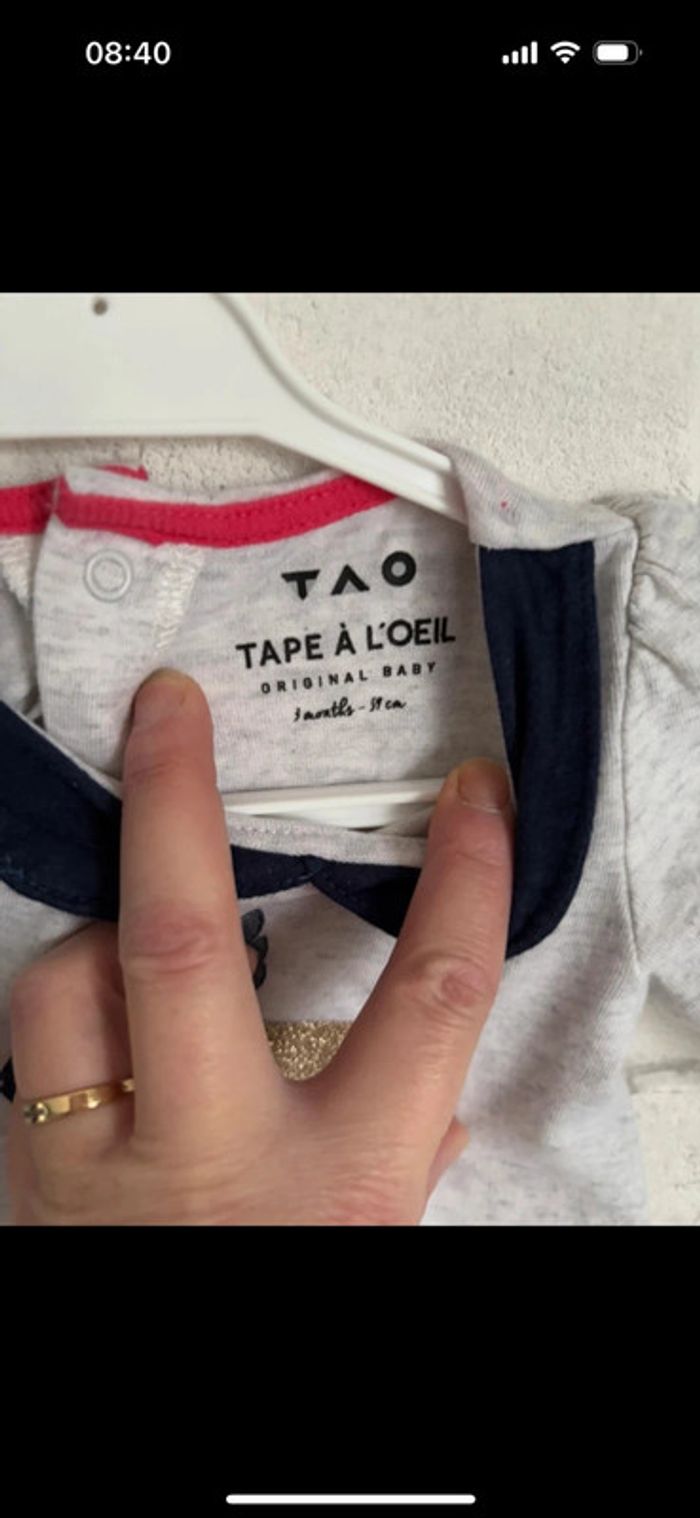 08:40
TAO
TAPE À L'OEIL
ORIGINAL BABY
3 months - 59 cm